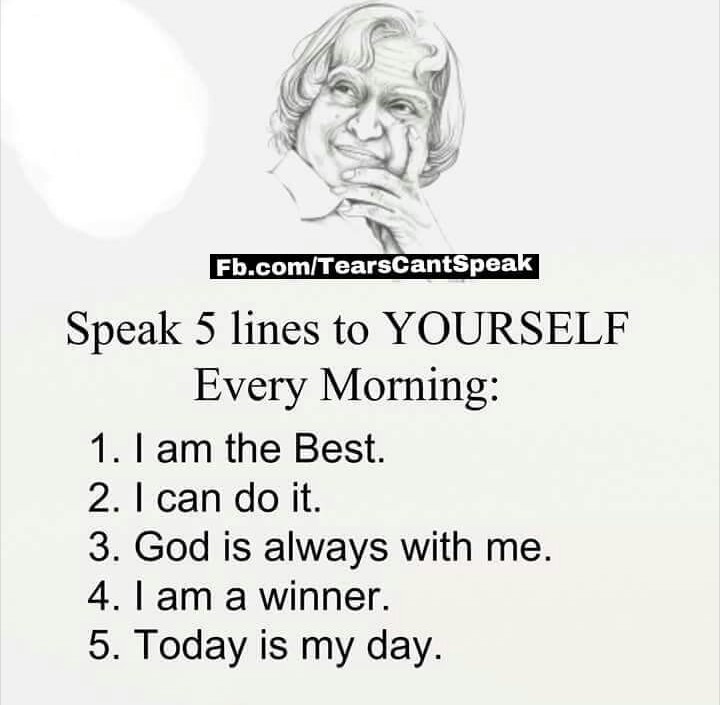 Fb.com/TearsCantSpeak
Speak 5 lines to YOURSELF
Every Morning:
1. I am the Best.
2. I can do it.
3. God is always with me.
4. I am a winner.
5. Today is my day.